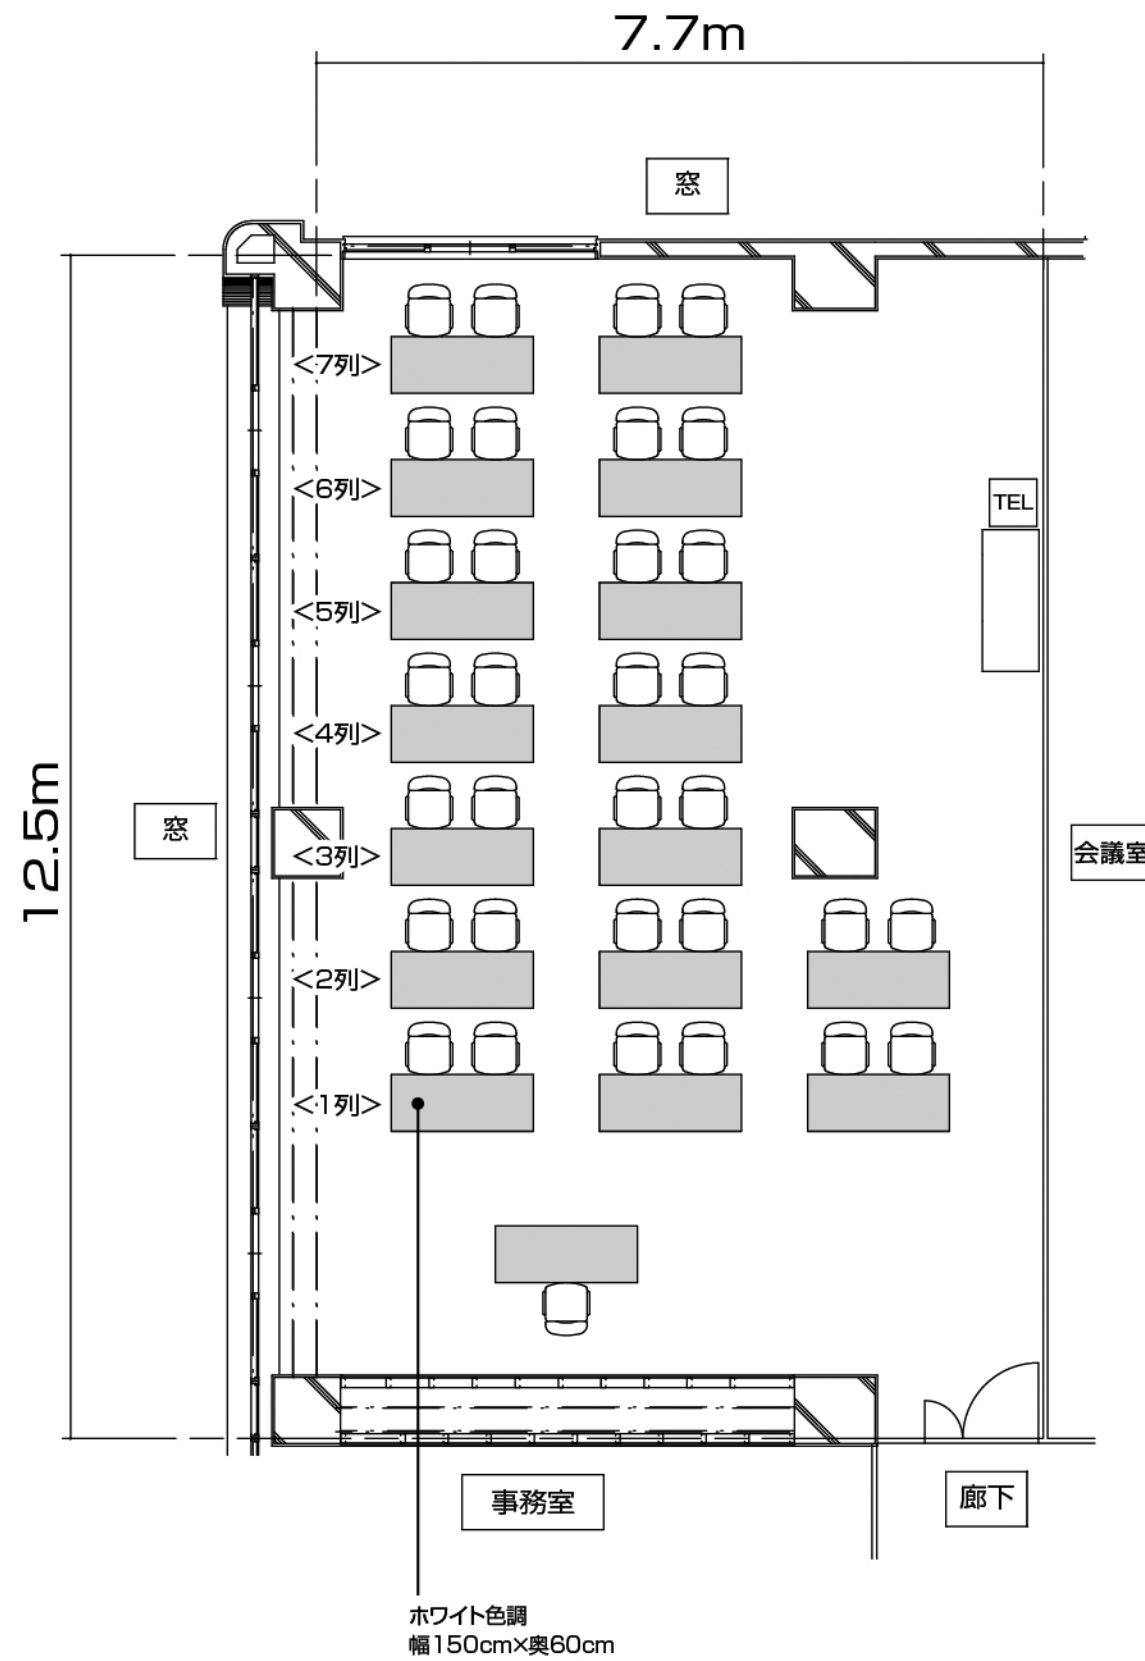 7.7m
窓
<7列>
<6列>
TEL
<5列>
<4列>
12.5m
窓
<3列>
会議室
<2列>
<1列>
事務室
廊下
ホワイト色調
幅150cm×奥60cm